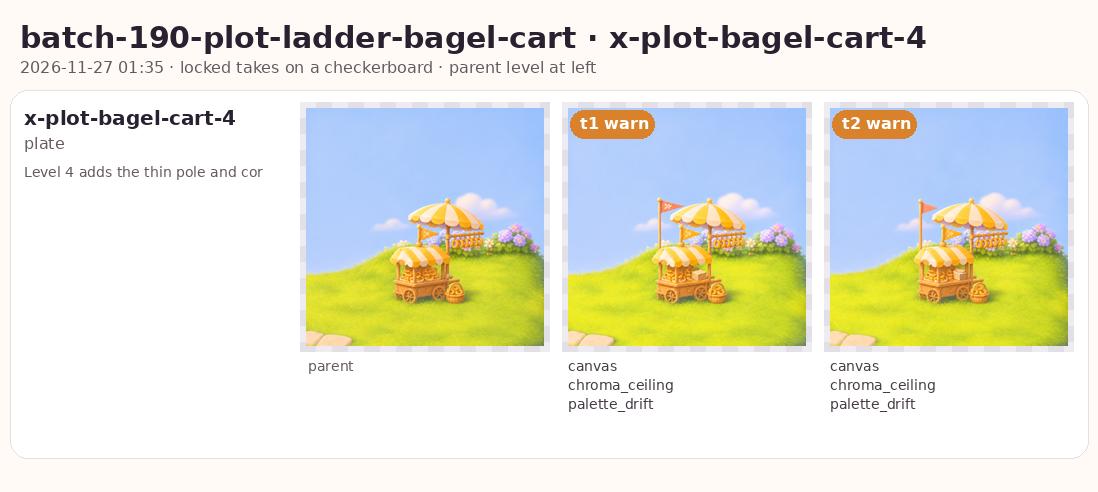 batch-190-plot-ladder-bagel-cart · x-plot-bagel-cart-4
2026-11-27 01:35 · locked takes on a checkerboard · parent level at left
x-plot-bagel-cart-4
plate
Level 4 adds the thin pole and cor
t1 warn
t2 warn
parent
canvas
chroma_ceiling
palette_drift
canvas
chroma_ceiling
palette_drift